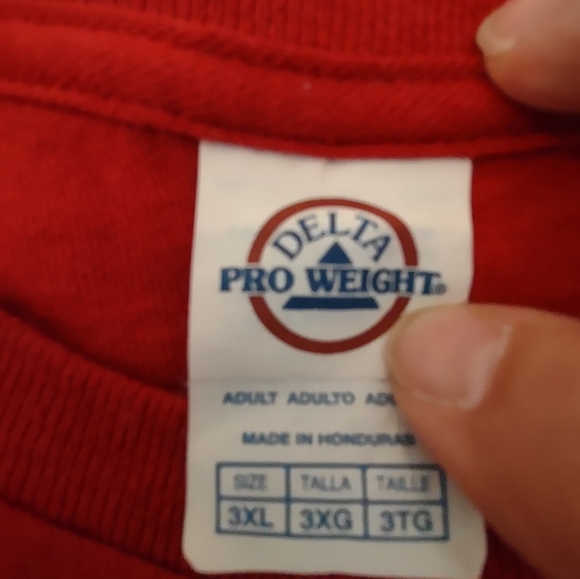 DELTA
PRO WEIGHT®
ADULT ADULTO
MADE IN HONDURAS
SIZE TALLA TAILLE
3XL 3XG 3TG